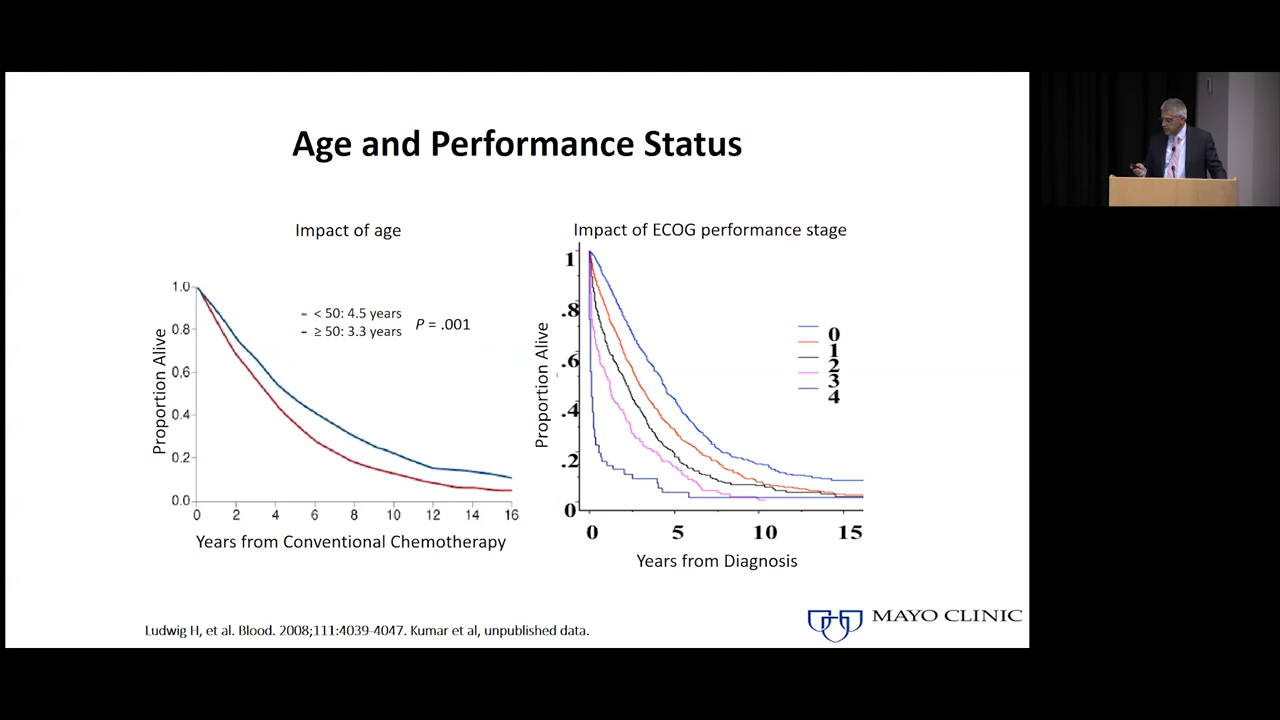 Age and Performance Status
Impact of age
1.0
0.8
0.6
0.4
0.2
0.0
Proportion Alive
< 50: 4.5 years
≥ 50: 3.3 years
P = .001
0 2 4 6 8 10 12 14 16
Years from Conventional Chemotherapy
Impact of ECOG performance stage
1
.8
.6
.4
.2
0
Proportion Alive
0
1
2
3
4
0 5 10 15
Years from Diagnosis
Ludwig H, et al. Blood. 2008;111:4039-4047. Kumar et al, unpublished data.
MAYO CLINIC